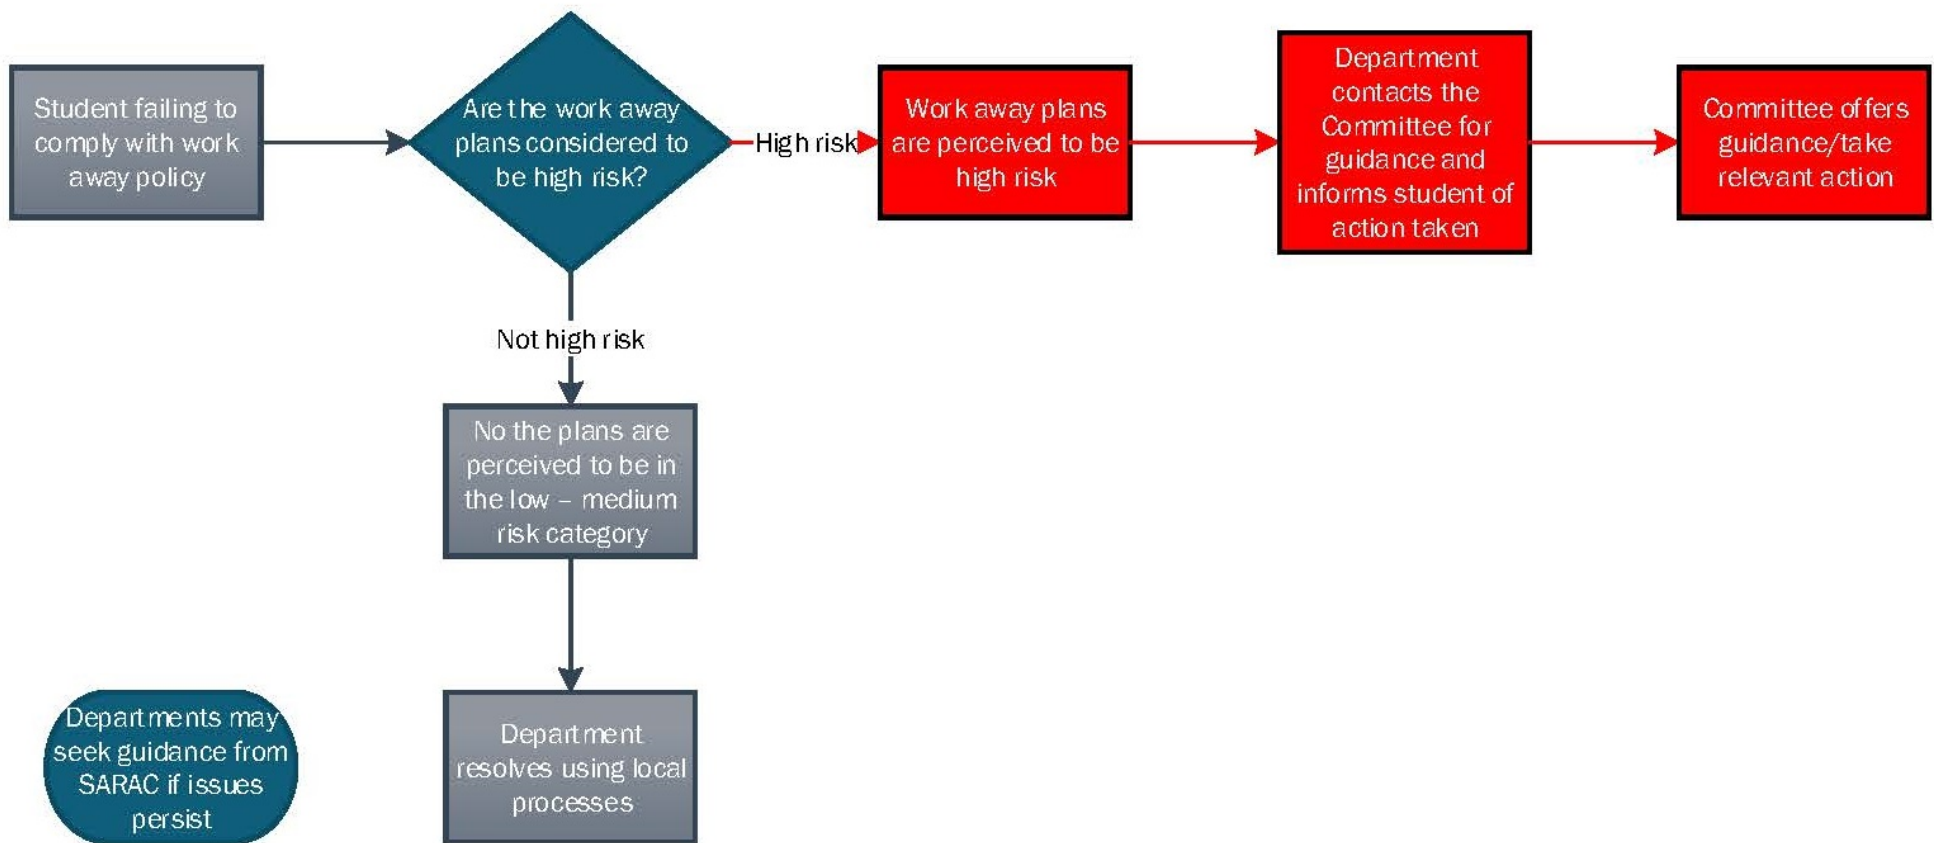 Student failing to
comply with work
away policy
Are the work away
plans considered to
be high risk?
High risk
Work away plans
are perceived to be
high risk
Department
contacts the
Committee for
guidance and
informs student of
action taken
Committee offers
guidance/take
relevant action
Not high risk
No the plans are
perceived to be in
the low – medium
risk category
Departments may
seek guidance from
SARAC if issues
persist
Department
resolves using local
processes